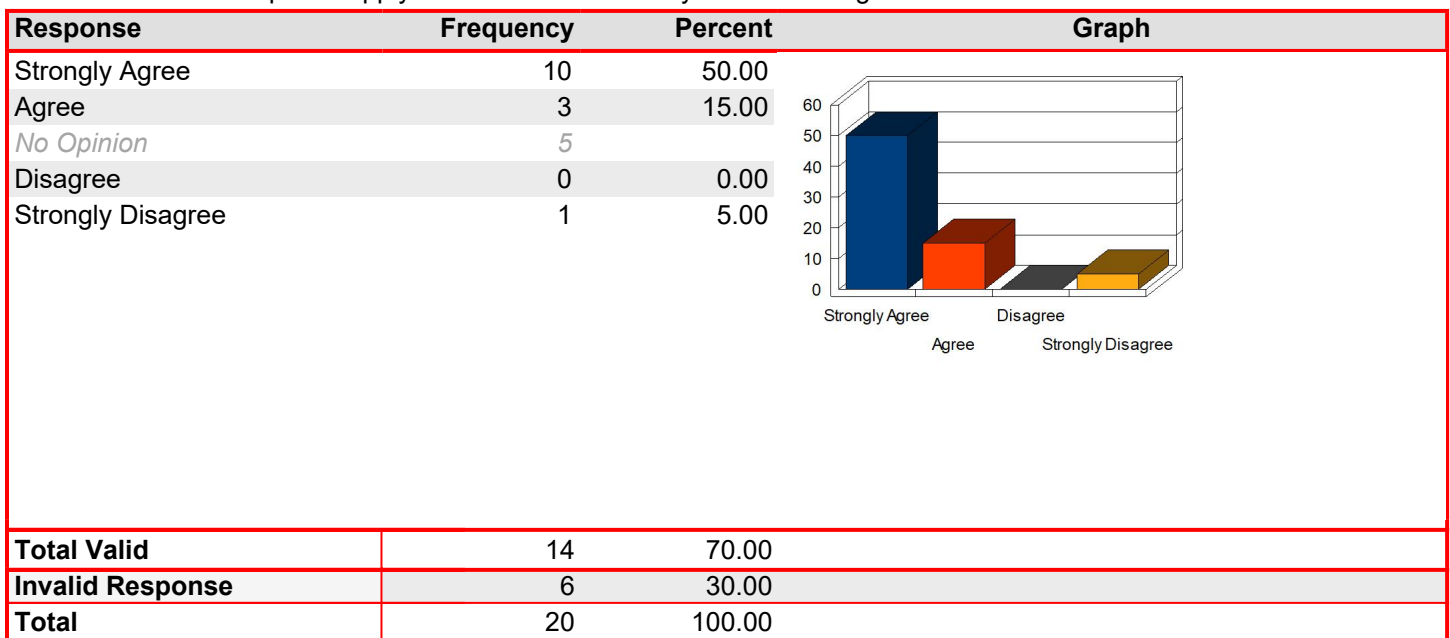 Response Frequency Percent Graph
Strongly Agree 10 50.00
Agree 3 15.00
No Opinion 5
Disagree 0 0.00
Strongly Disagree 1 5.00
60
50
40
30
20
10
0
Strongly Agree Disagree
Agree Strongly Disagree
Total Valid 14 70.00
Invalid Response 6 30.00
Total 20 100.00